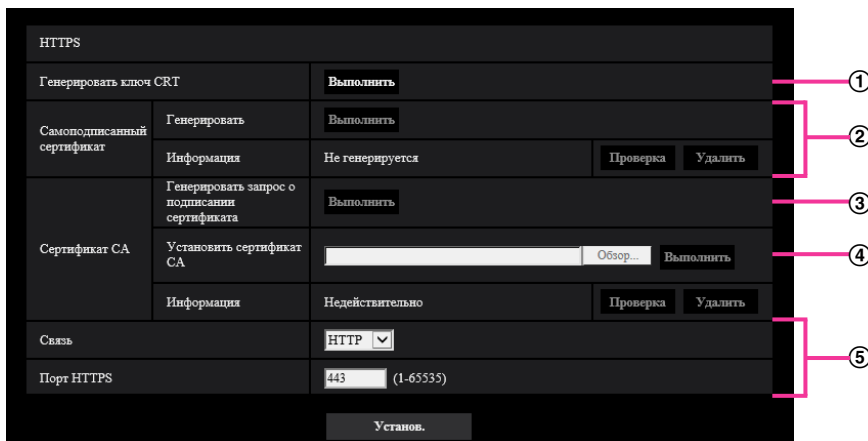 HTTPS
Генерировать ключ CRT Выполнить ①
Самоподписанный сертификат
Генерировать Выполнить ②
Информация Не генерируется Проверка Удалить
Сертификат CA
Генерировать запрос о подписании сертификата Выполнить ③
Установить сертификат CA Обзор... Выполнить ④
Информация Недействительно Проверка Удалить
Связь HTTP ⑤
Порт HTTPS 443 (1-65535)
Установ.